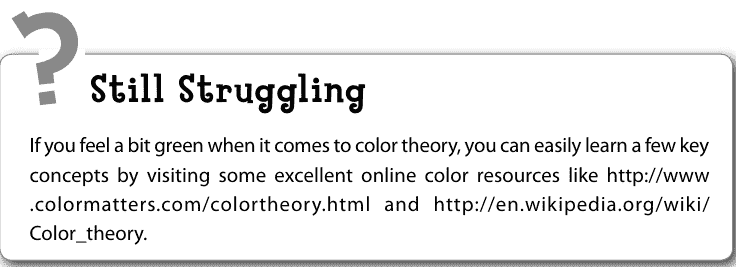 ?
Still Struggling
If you feel a bit green when it comes to color theory, you can easily learn a few key
concepts by visiting some excellent online color resources like http://www
.colormatters.com/colortheory.html and http://en.wikipedia.org/wiki/
Color_theory.